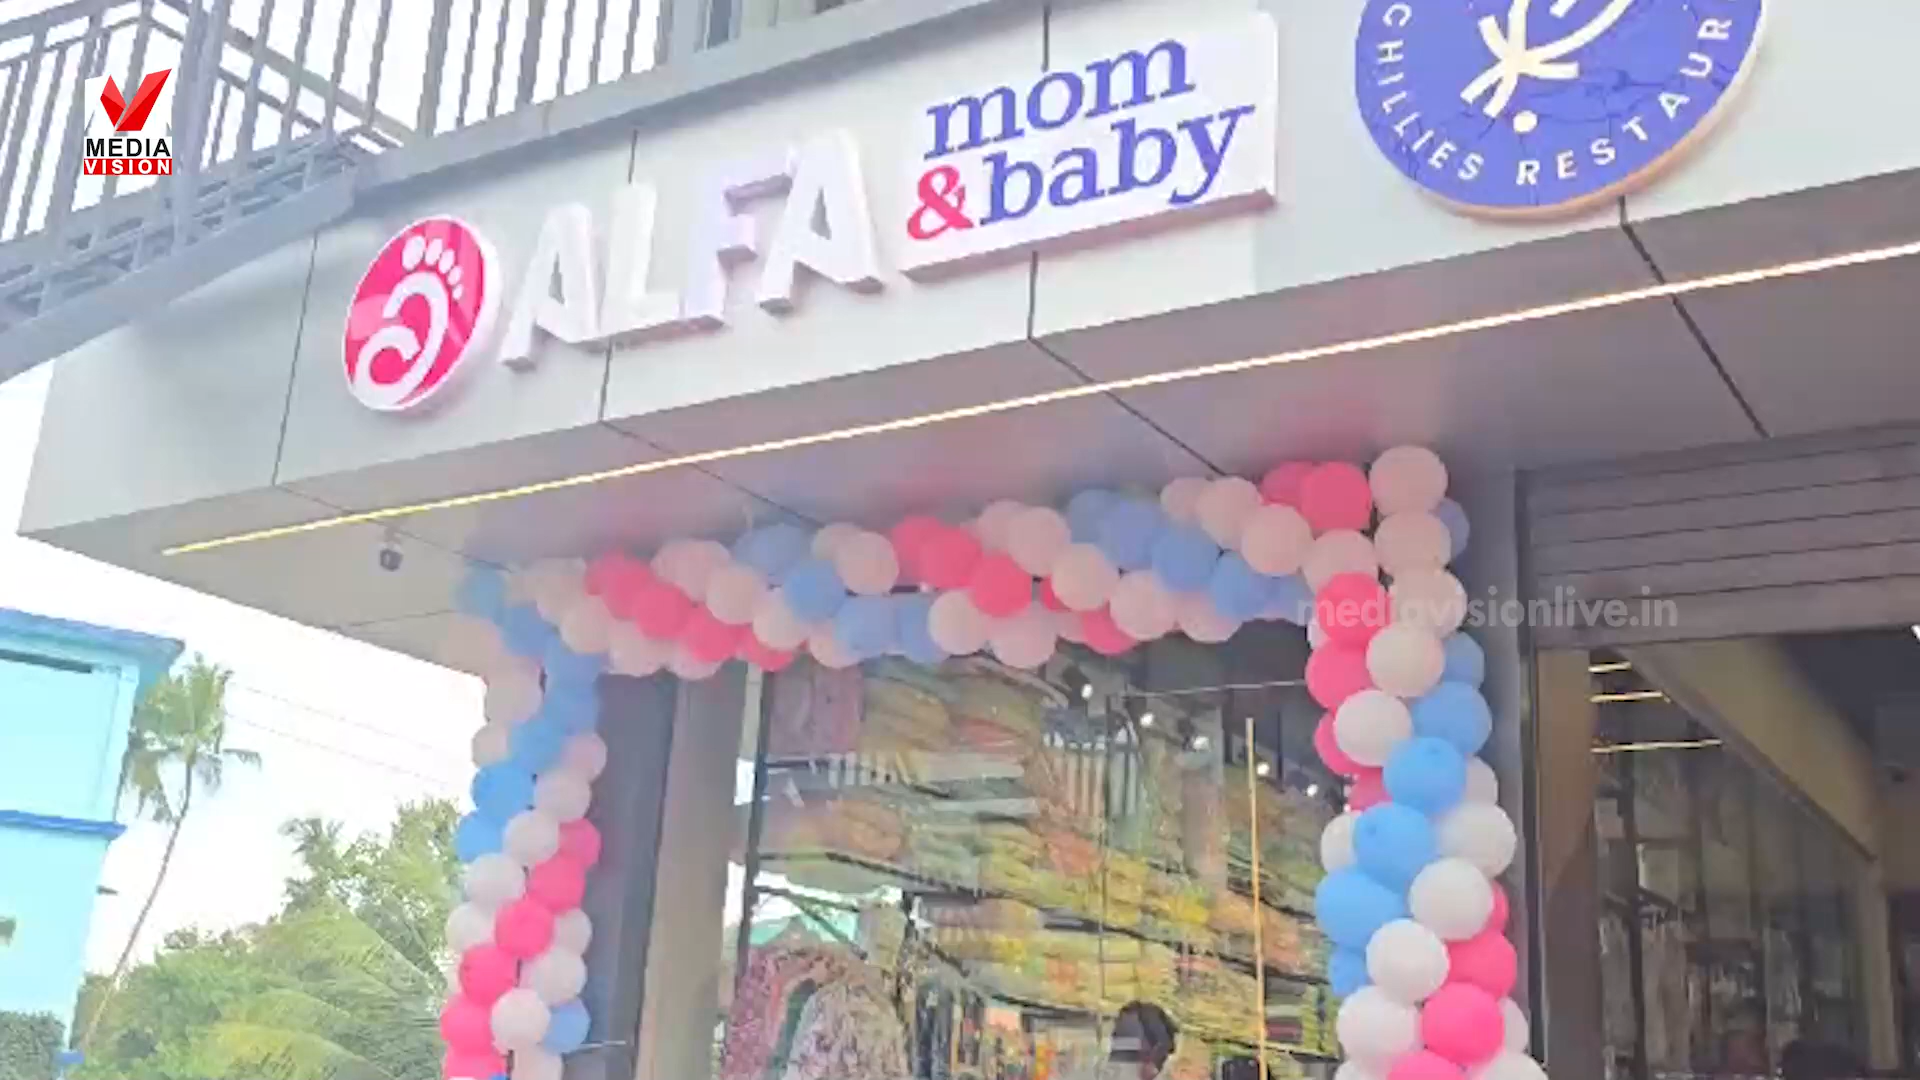 MEDIA
VISION
ALFA
mom
&baby
CHILLIES RESTAUR
mediavisionlive.in